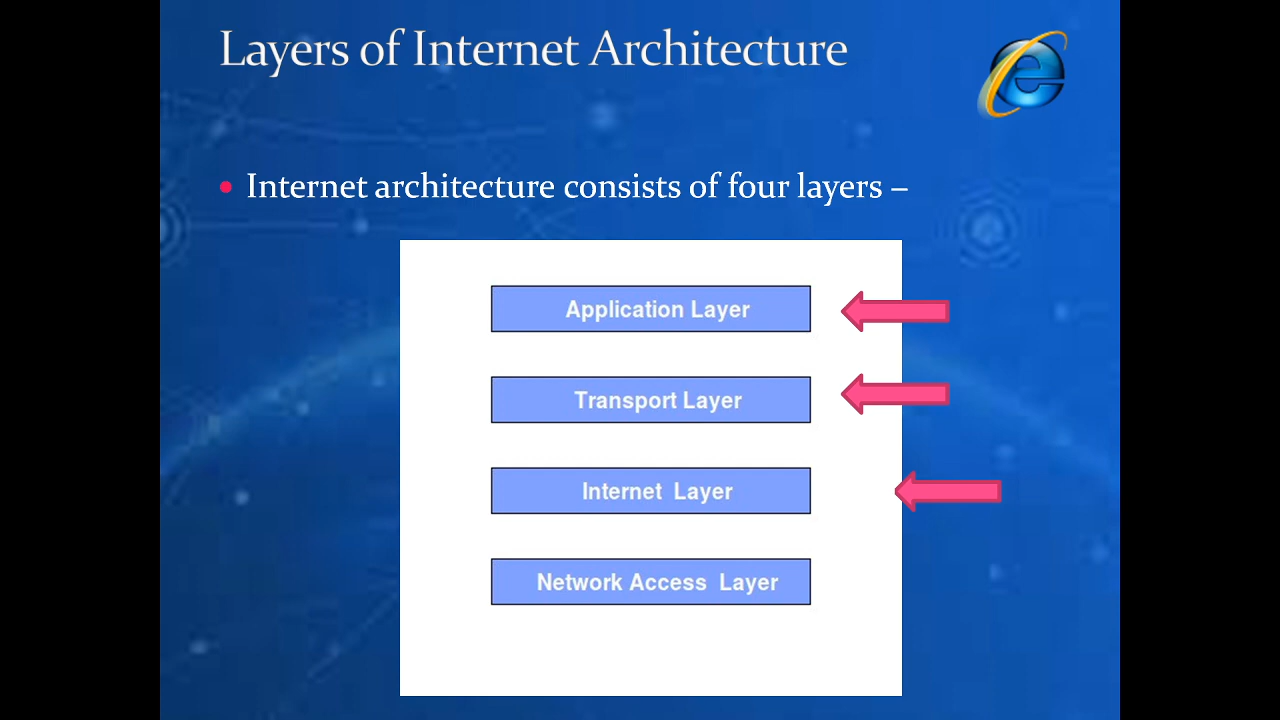 Layers of Internet Architecture
Internet architecture consists of four layers –
Application Layer
Transport Layer
Internet Layer
Network Access Layer